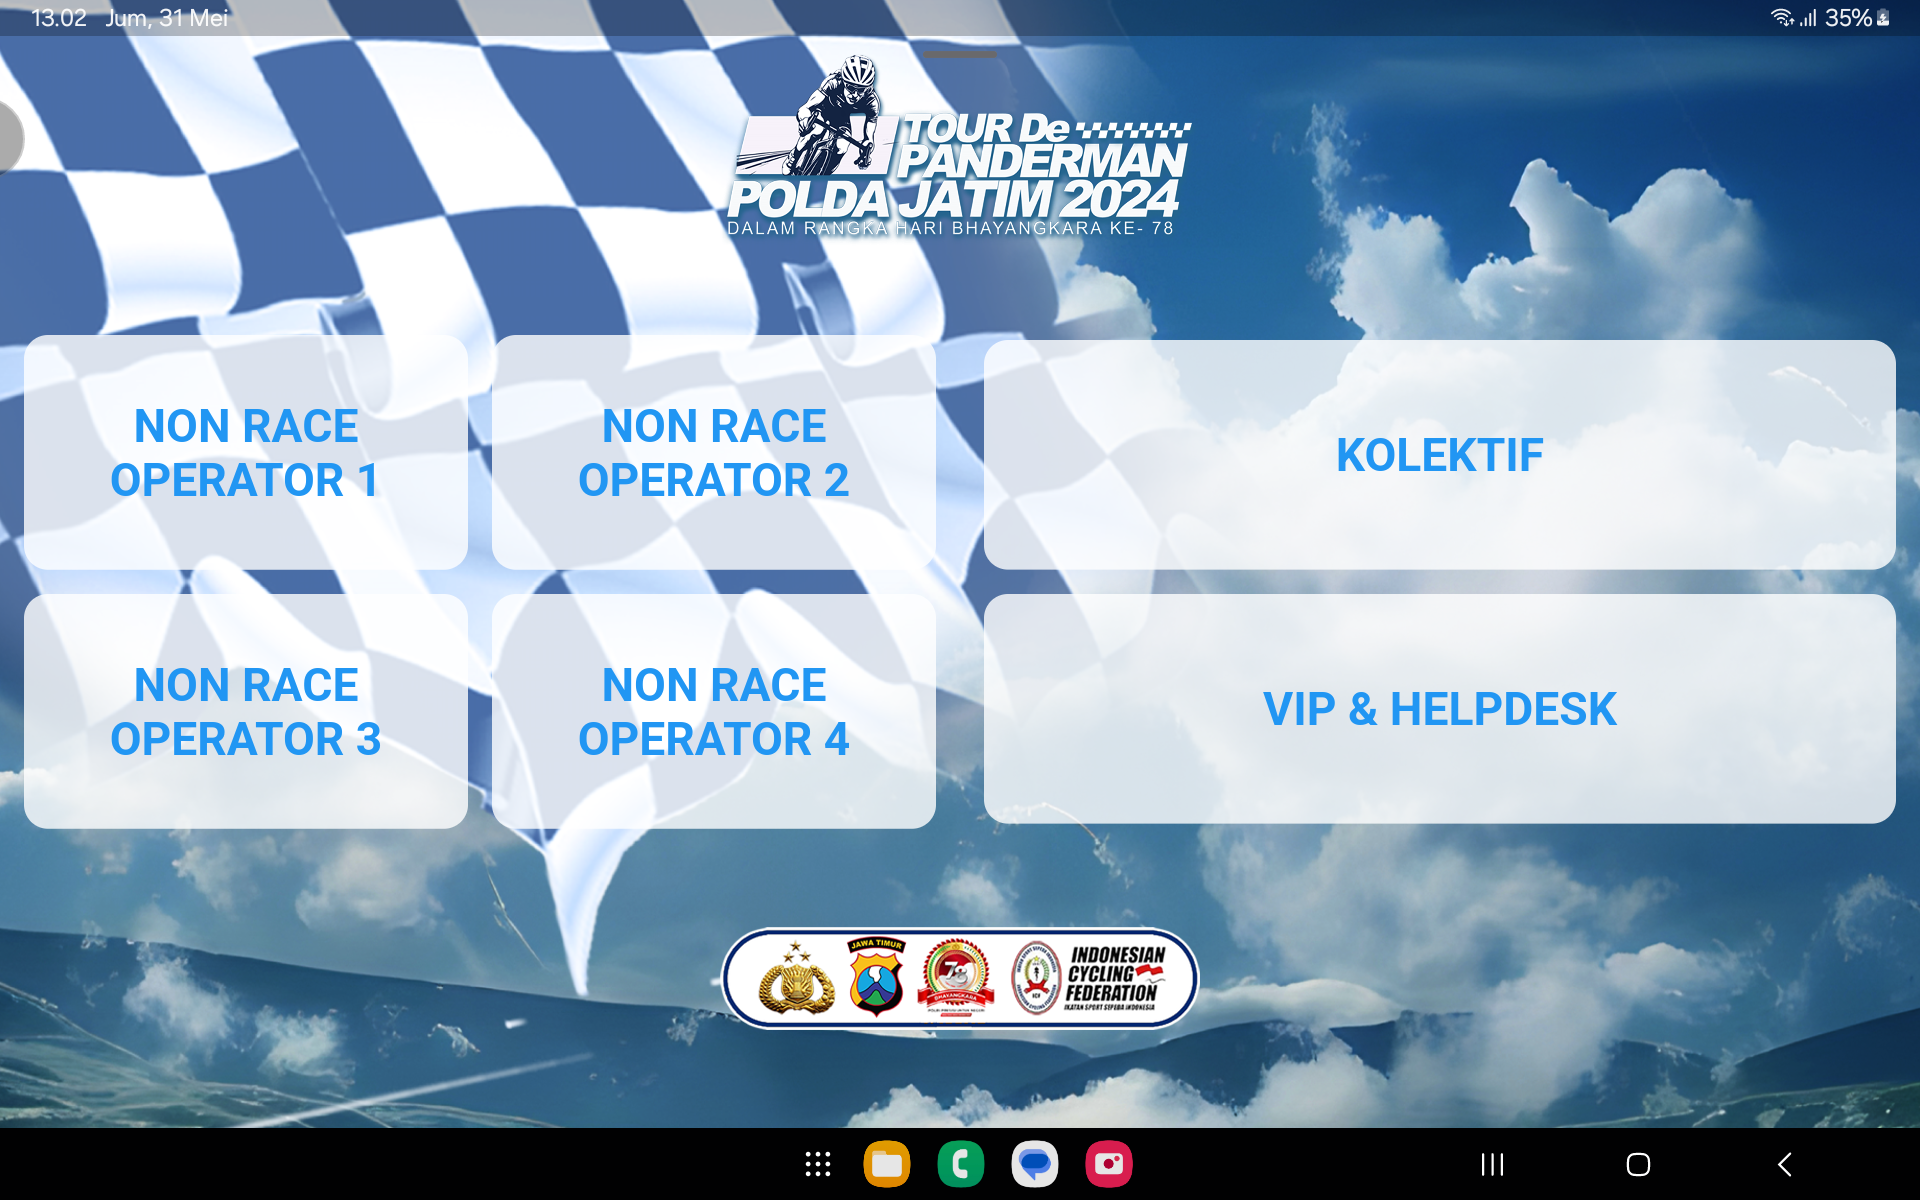 13.02 Jum, 31 Mei
35%
TOUR De
PANDERMAN
POLDA JATIM 2024
DALAM RANGKA HARI BHAYANGKARA KE- 78
NON RACE
OPERATOR 1
NON RACE
OPERATOR 2
KOLEKTIF
NON RACE
OPERATOR 3
NON RACE
OPERATOR 4
VIP & HELPDESK
JAWA TIMUR
78
BHAYANGKARA
ICF
INDONESIAN
CYCLING
FEDERATION
IKATAN SPORT SEPEDA INDONESIA